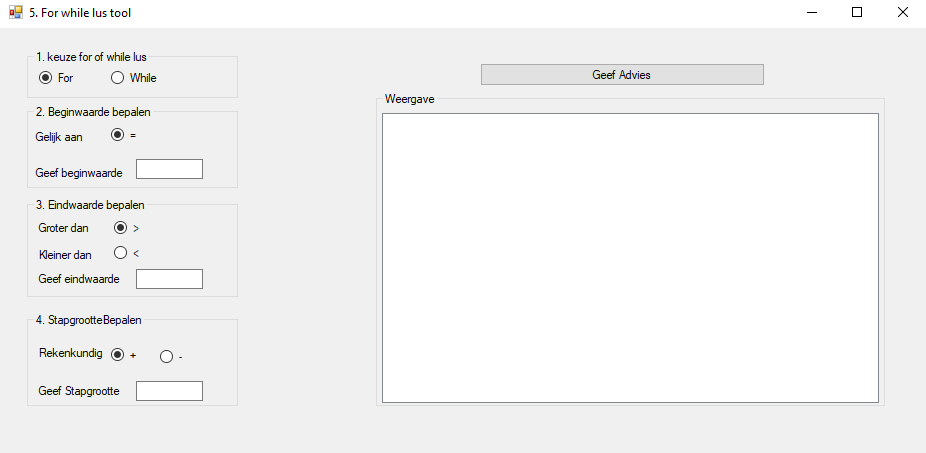 5. For while lus tool
1. keuze for of while lus
For While
2. Beginwaarde bepalen
Gelijk aan =
Geef beginwaarde
3. Eindwaarde bepalen
Groter dan >
Kleiner dan <
Geef eindwaarde
4. StapgrootteBepalen
Rekenkundig + -
Geef Stapgrootte
Geef Advies
Weergave